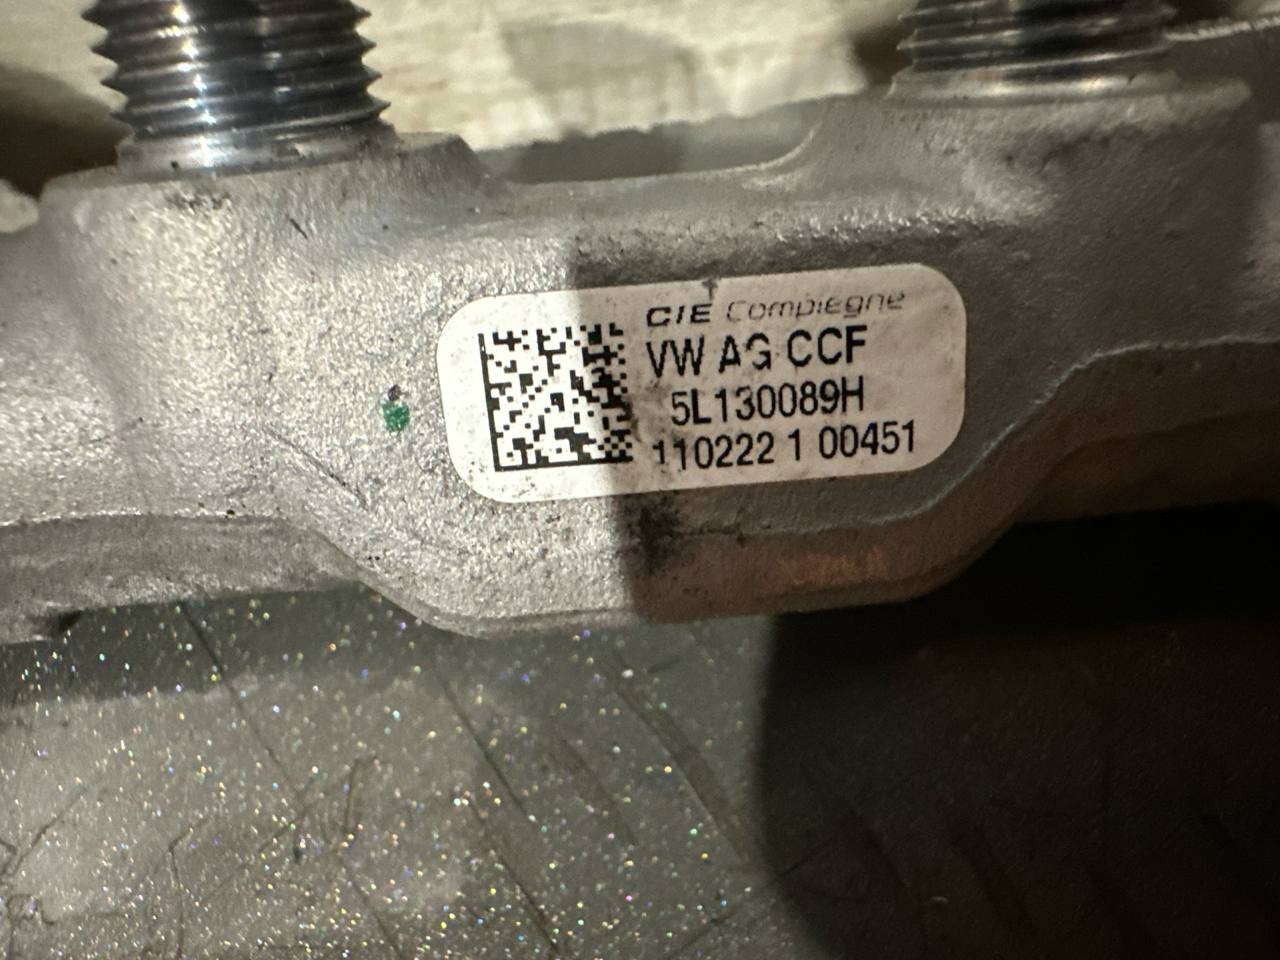 CIE Compiegne
VW AG CCF
5L130089H
110222 1 00451